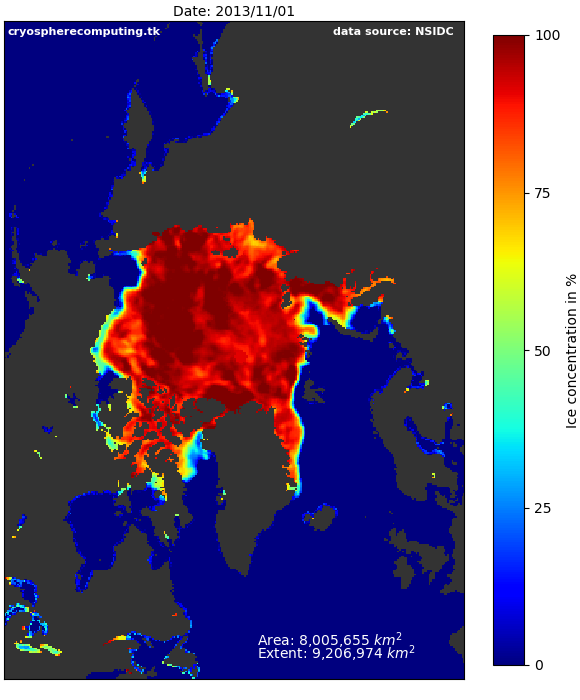 Date: 2013/11/01
cryospherecomputing.tk
data source: NSIDC
100
75
50
25
0
Ice concentration in %
Area: 8,005,655 km²
Extent: 9,206,974 km²